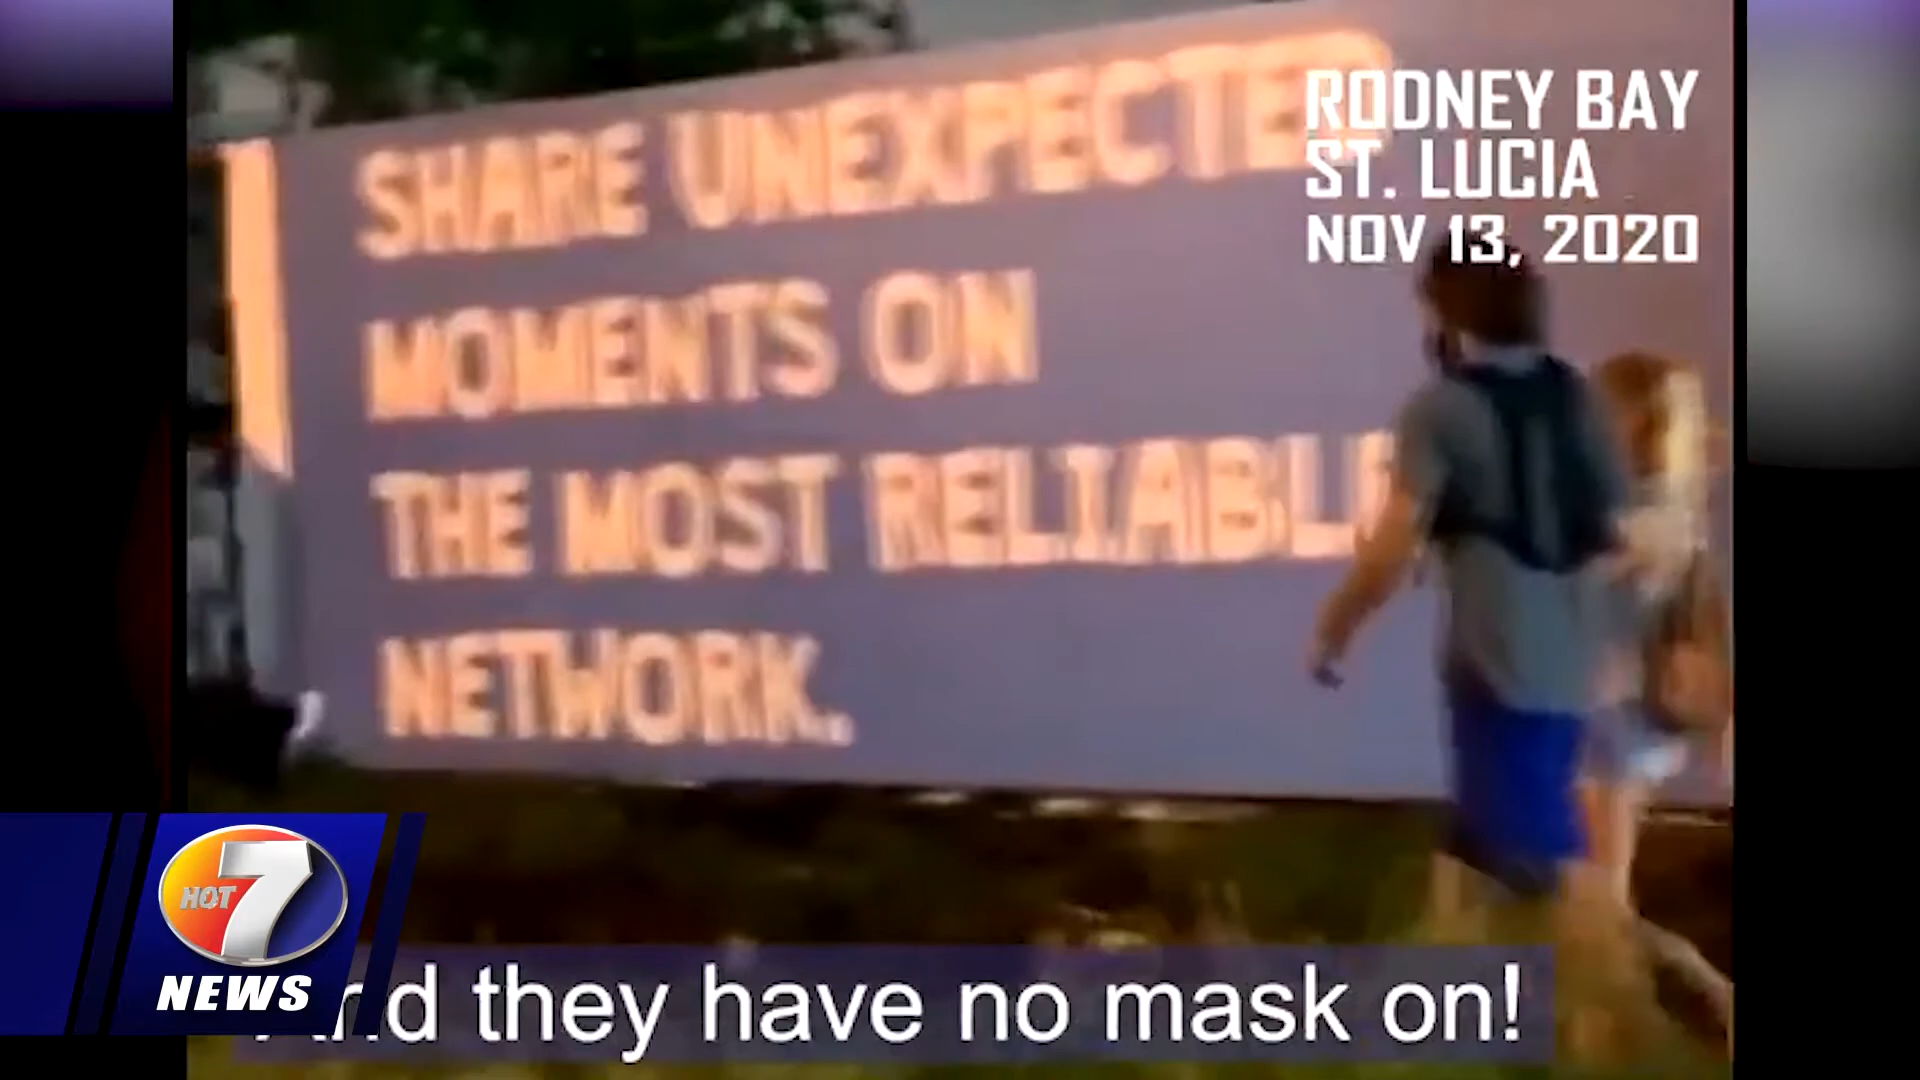 SHARE UNEXPECTED
MOMENTS ON
THE MOST RELIABLE
NETWORK.
RODNEY BAY
ST. LUCIA
NOV 13, 2020
HOT 7
NEWS
And they have no mask on!